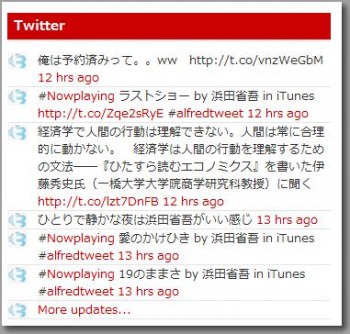 Twitter
俺は予約済みって。。ww　http://t.co/vnzWeGbM
12 hrs ago
#Nowplaying ラストショー by 浜田省吾 in iTunes
http://t.co/Zqe2sRyE #alfredtweet 12 hrs ago
経済学で人間の行動は理解できない。人間は常に合理
的に動かない。　経済学は人間の行動を理解するため
の文法――『ひたすら読むエコノミクス』を書いた伊
藤秀史氏（一橋大学大学院商学研究科教授）に聞く
http://t.co/lzt7DnFB 12 hrs ago
ひとりで静かな夜は浜田省吾がいい感じ 13 hrs ago
#Nowplaying 愛のかけひき by 浜田省吾 in iTunes
#alfredtweet 13 hrs ago
#Nowplaying 19のままさ by 浜田省吾 in iTunes
#alfredtweet 13 hrs ago
More updates...